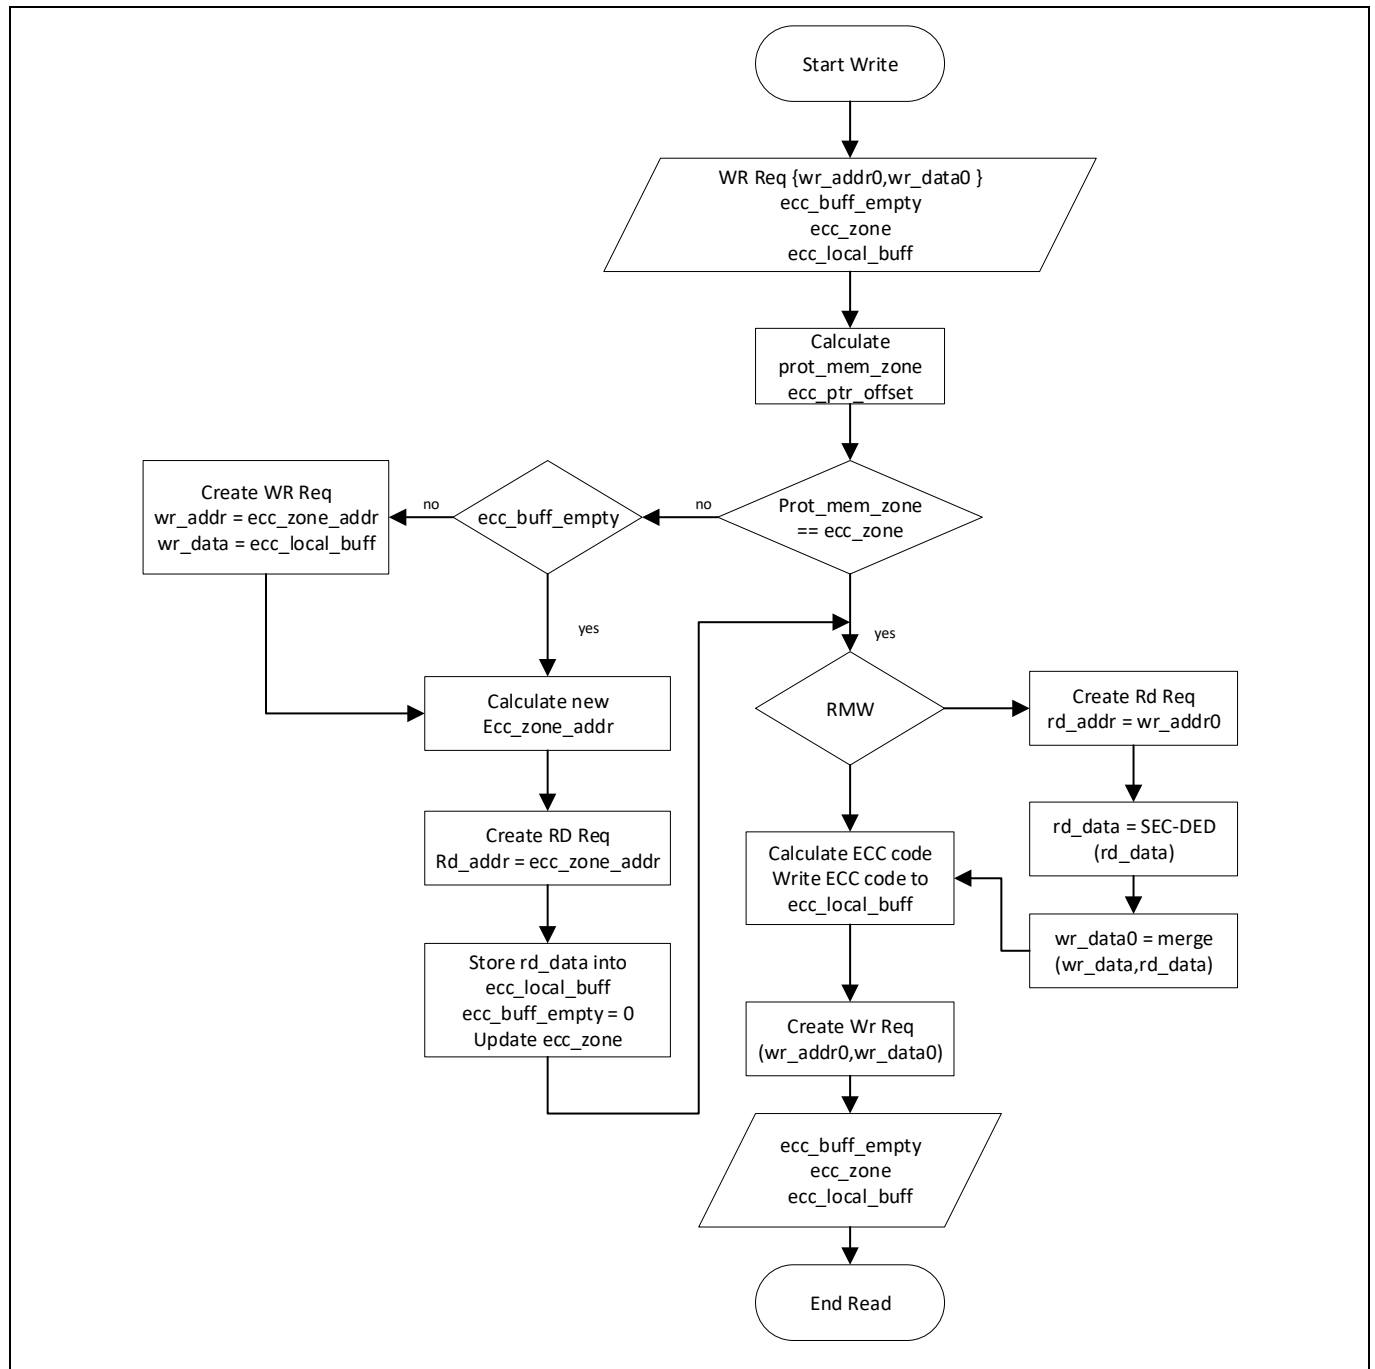 Start Write
WR Req {wr_addr0,wr_data0 }
ecc_buff_empty
ecc_zone
ecc_local_buff
Calculate
prot_mem_zone
ecc_ptr_offset
Prot_mem_zone
== ecc_zone
no
ecc_buff_empty
no
Create WR Req
wr_addr = ecc_zone_addr
wr_data = ecc_local_buff
yes
Calculate new
Ecc_zone_addr
Create RD Req
Rd_addr = ecc_zone_addr
Store rd_data into
ecc_local_buff
ecc_buff_empty = 0
Update ecc_zone
yes
RMW
Create Rd Req
rd_addr = wr_addr0
rd_data = SEC-DED
(rd_data)
wr_data0 = merge
(wr_data,rd_data)
Calculate ECC code
Write ECC code to
ecc_local_buff
Create Wr Req
(wr_addr0,wr_data0)
ecc_buff_empty
ecc_zone
ecc_local_buff
End Read